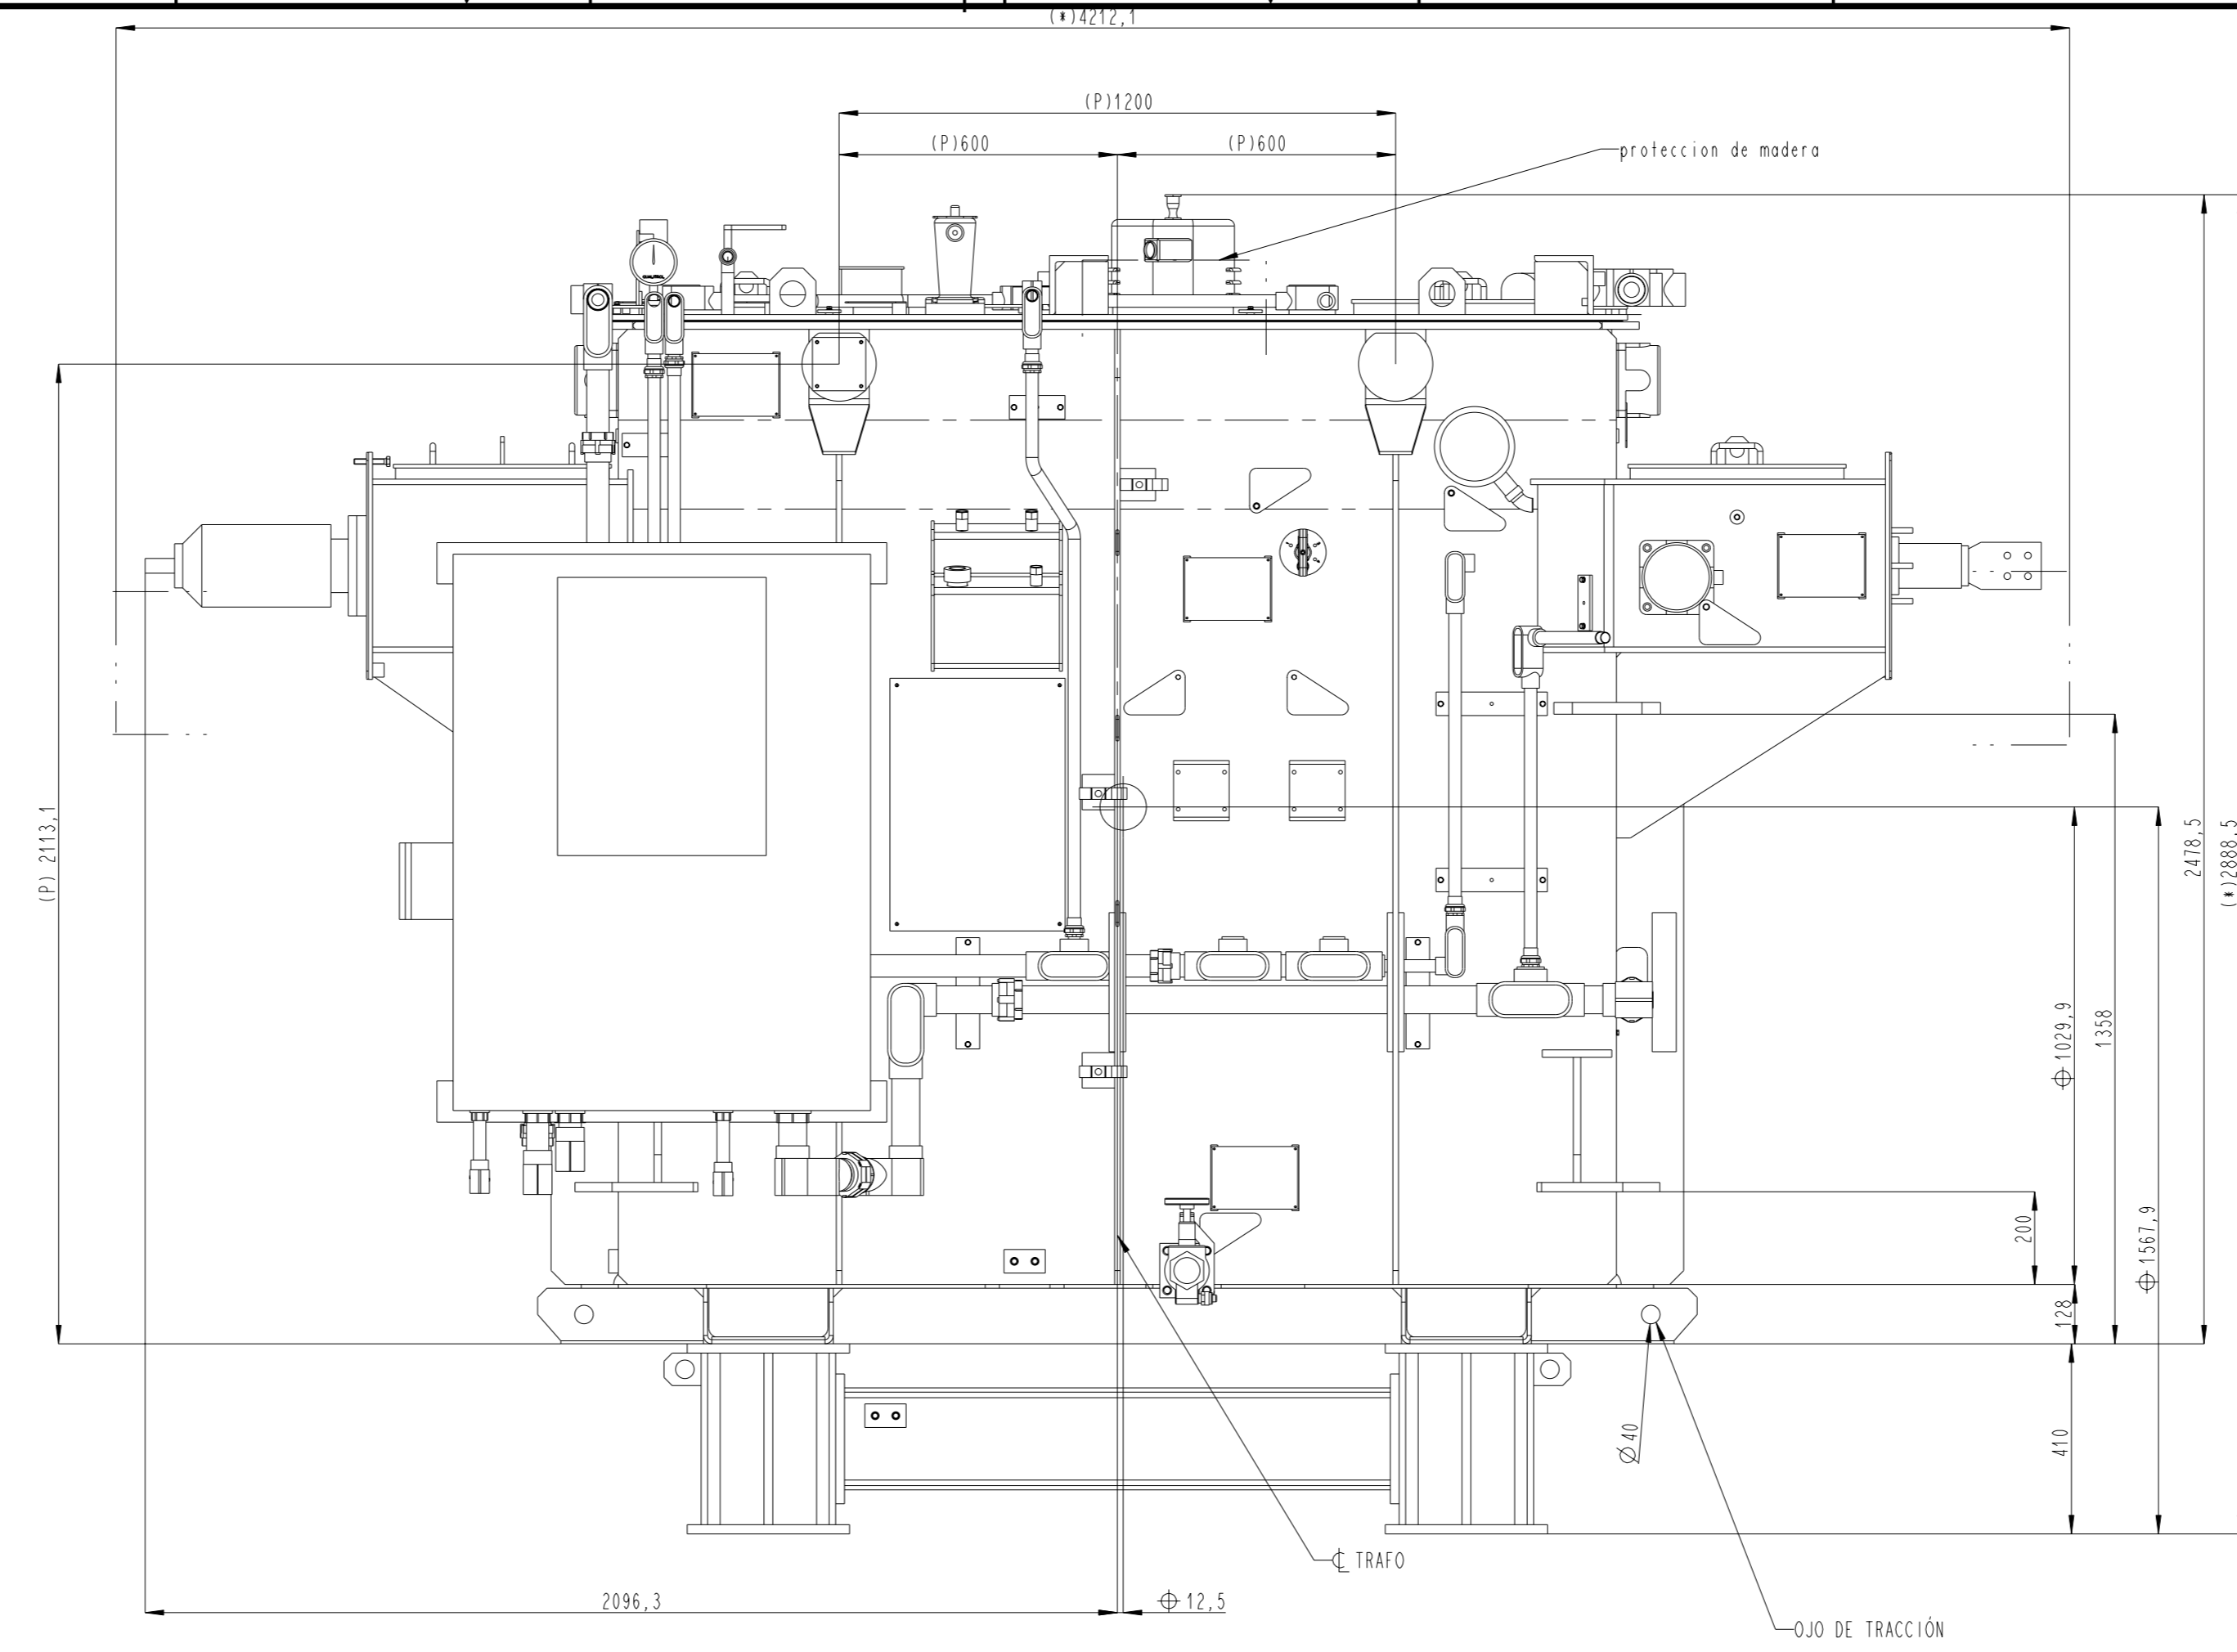 (*)4212,1
(P)1200
(P)600
(P)600
proteccion de madera
(P) 2113,1
2478,5
(*)2888,5
1029,9
1358
1567,9
200
128
410
Ø40
℄ TRAFO
2096,3
12,5
OJO DE TRACCIÓN